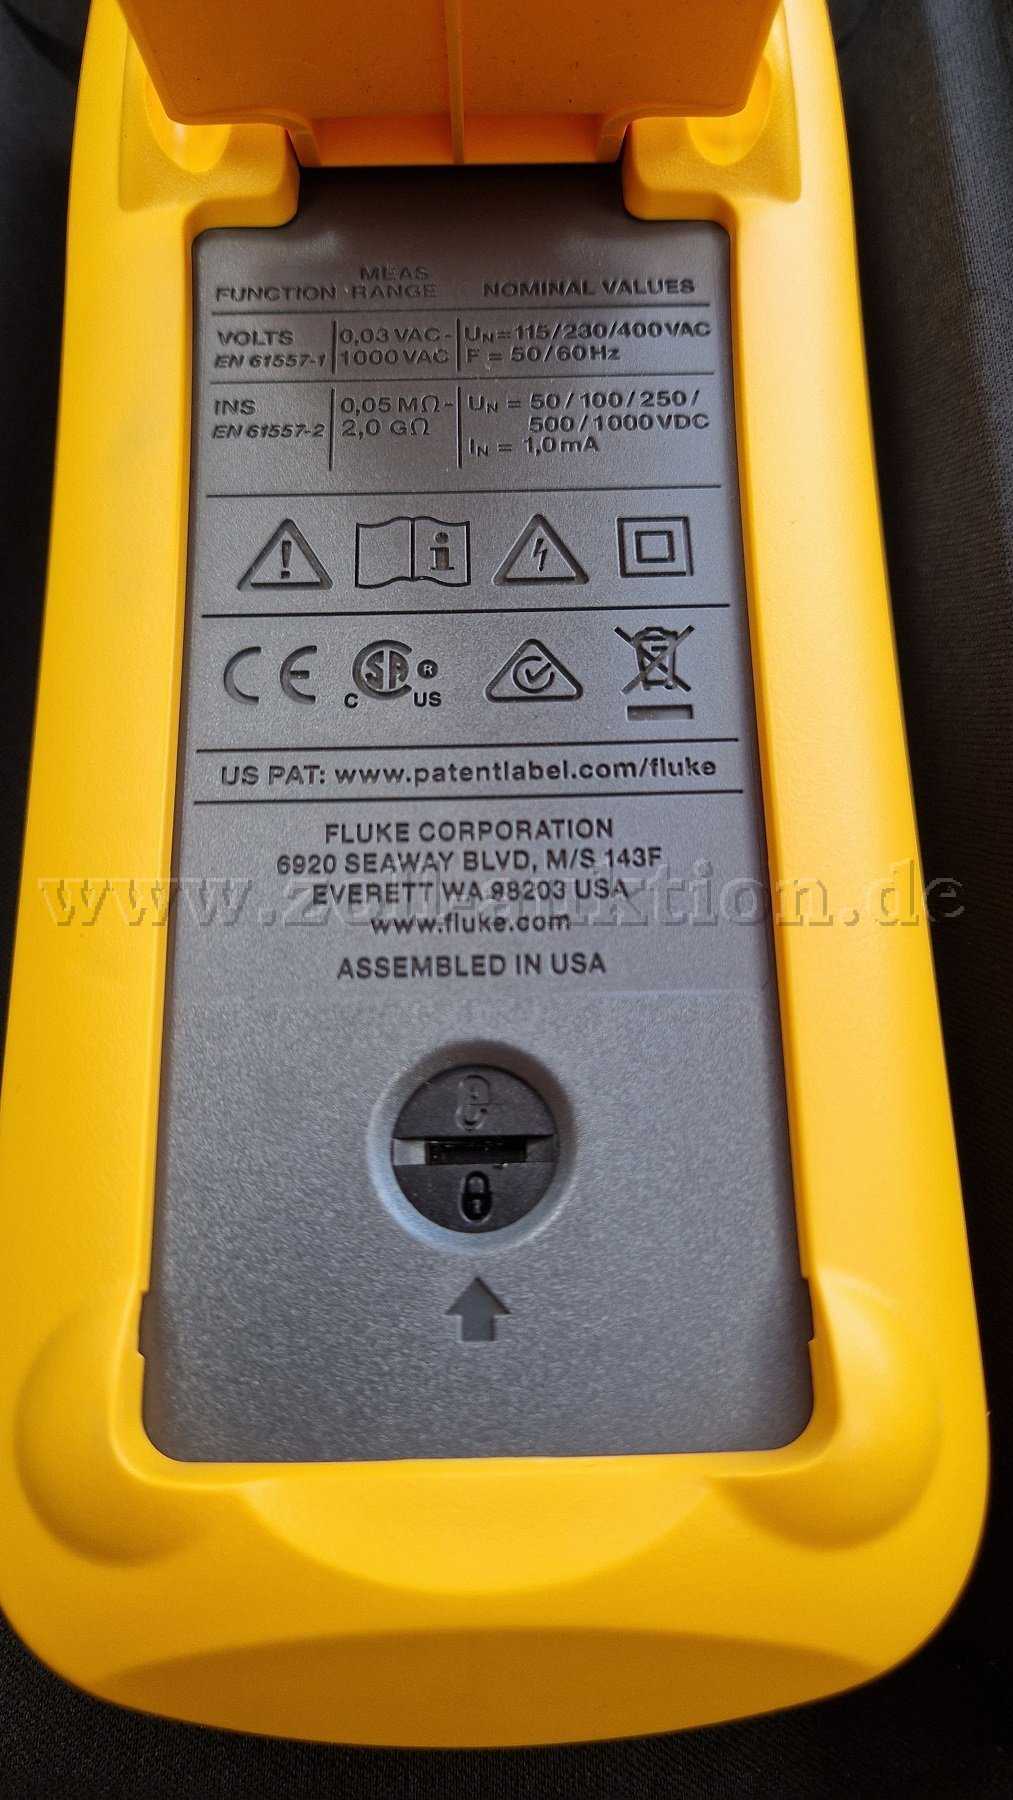 FUNCTION MEAS RANGE NOMINAL VALUES
VOLTS 0,03 VAC- UN=115/230/400VAC
EN 61557-1 1000 VAC F = 50/60Hz
INS 0,05 MΩ- UN = 50/100/250/
EN 61557-2 2,0 GΩ 500/1000VDC
IN = 1,0mA
i
CE C SA ® US
US PAT: www.patentlabel.com/fluke
FLUKE CORPORATION
6920 SEAWAY BLVD, M/S 143F
EVERETT WA 98203 USA
www.zoll-auktion.de
www.fluke.com
ASSEMBLED IN USA